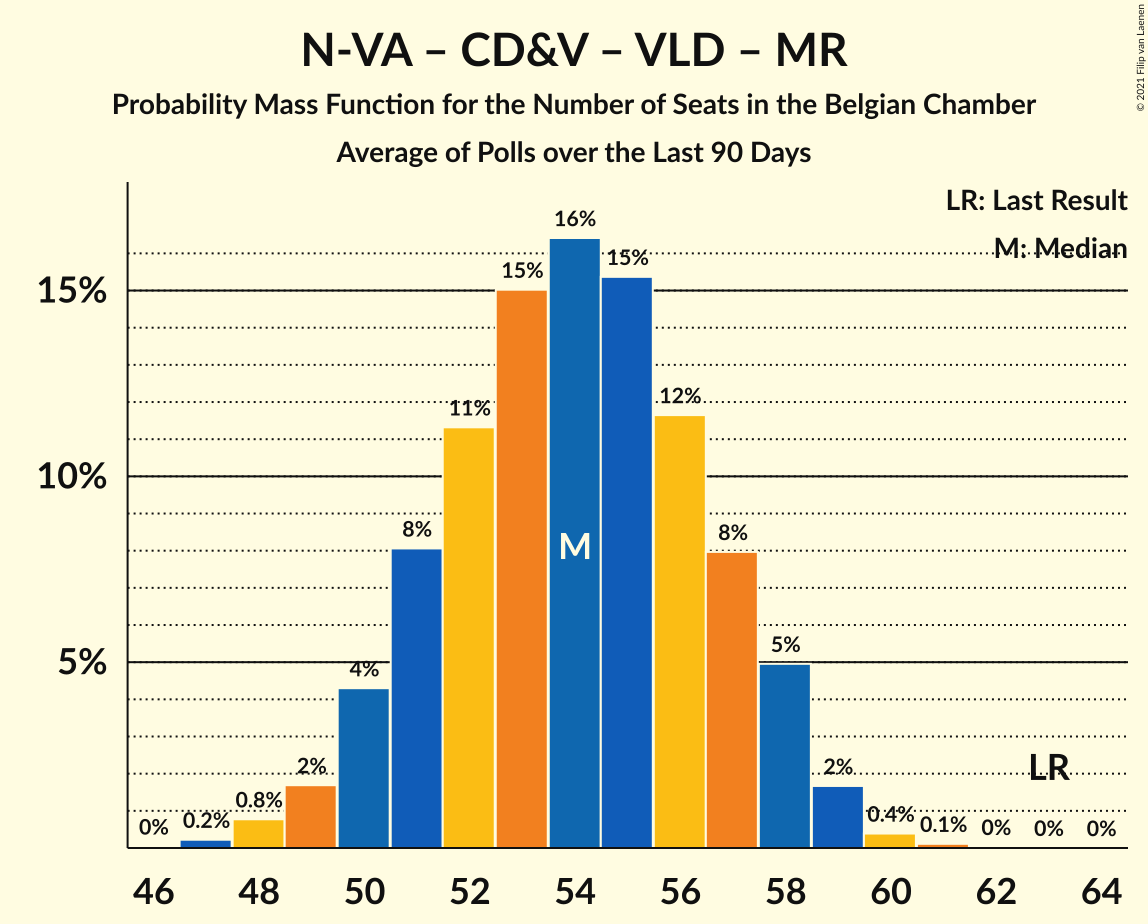 N-VA – CD&V – VLD – MR
Probability Mass Function for the Number of Seats in the Belgian Chamber
Average of Polls over the Last 90 Days
© 2021 Filip van Laenen
LR: Last Result
M: Median
15%
10%
5%
0% 0.2% 0.8% 2% 4% 8% 11% 15% 16% 15% 12% 8% 5% 2% 0.4% 0.1% 0% 0% 0%
M
LR
46 48 50 52 54 56 58 60 62 64